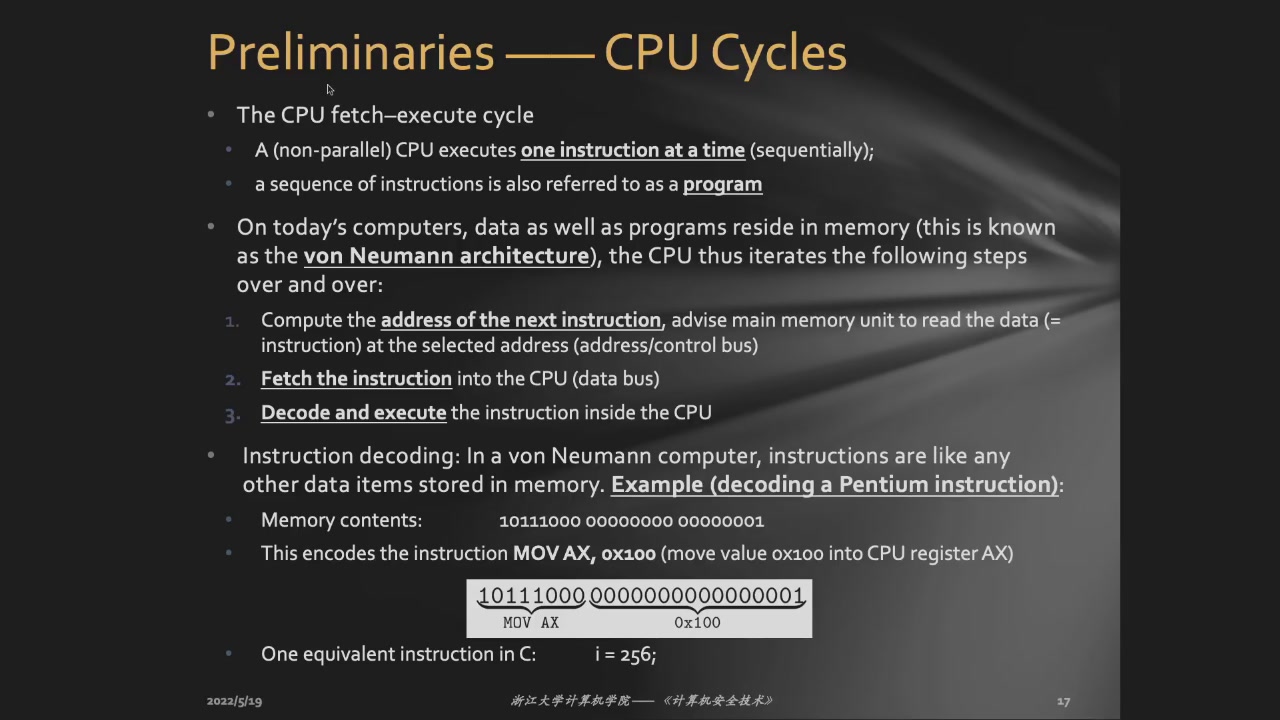 Preliminaries —— CPU Cycles
• The CPU fetch–execute cycle
• A (non-parallel) CPU executes one instruction at a time (sequentially);
• a sequence of instructions is also referred to as a program
• On today's computers, data as well as programs reside in memory (this is known
as the von Neumann architecture), the CPU thus iterates the following steps
over and over:
1. Compute the address of the next instruction, advise main memory unit to read the data (=
instruction) at the selected address (address/control bus)
2. Fetch the instruction into the CPU (data bus)
3. Decode and execute the instruction inside the CPU
• Instruction decoding: In a von Neumann computer, instructions are like any
other data items stored in memory. Example (decoding a Pentium instruction):
• Memory contents: 10111000 00000000 00000001
• This encodes the instruction MOV AX, 0x100 (move value 0x100 into CPU register AX)
10111000 0000000000000001
MOV AX 0x100
• One equivalent instruction in C: i = 256;
2022/5/19 浙江大学计算机学院——《计算机安全技术》 17